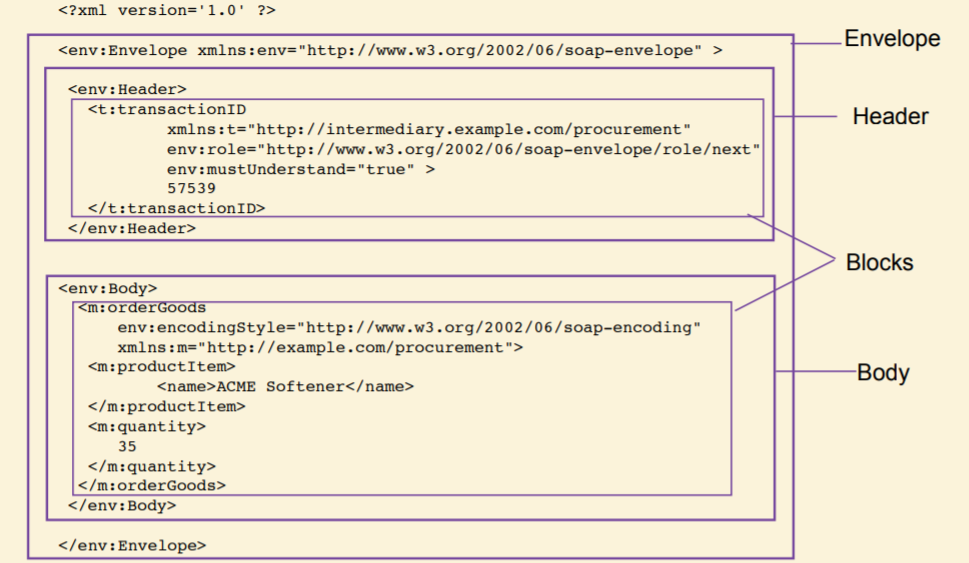 <?xml version='1.0' ?>
<env:Envelope xmlns:env="http://www.w3.org/2002/06/soap-envelope" >
Envelope
<env:Header>
<t:transactionID
xmlns:t="http://intermediary.example.com/procurement"
Header
env:role="http://www.w3.org/2002/06/soap-envelope/role/next"
env:mustUnderstand="true" >
57539
</t:transactionID>
</env:Header>
Blocks
<env:Body>
<m:orderGoods
env:encodingStyle="http://www.w3.org/2002/06/soap-encoding"
xmlns:m="http://example.com/procurement">
<m:productItem>
Body
<name>ACME Softener</name>
</m:productItem>
<m:quantity>
35
</m:quantity>
</m:orderGoods>
</env:Body>
</env:Envelope>